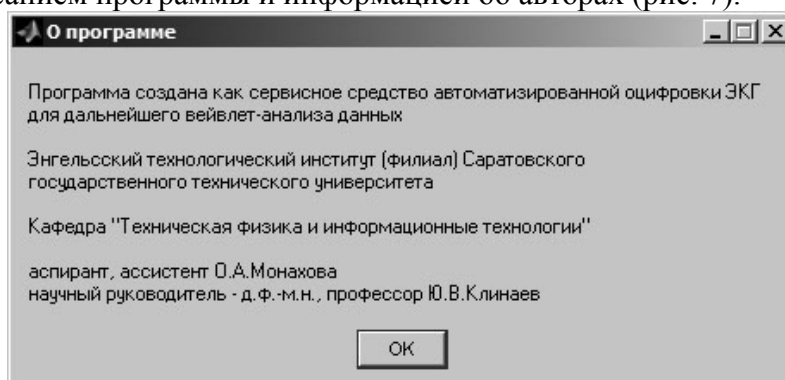 анием программы и информацией об авторах (рис. 7).
О программе
Программа создана как сервисное средство автоматизированной оцифровки ЭКГ
для дальнейшего вейвлет-анализа данных
Энгельсский технологический институт (филиал) Саратовского
государственного технического университета
Кафедра "Техническая физика и информационные технологии"
аспирант, ассистент О.А.Монахова
научный руководитель - д.ф.-м.н., профессор Ю.В.Клинаев
OK